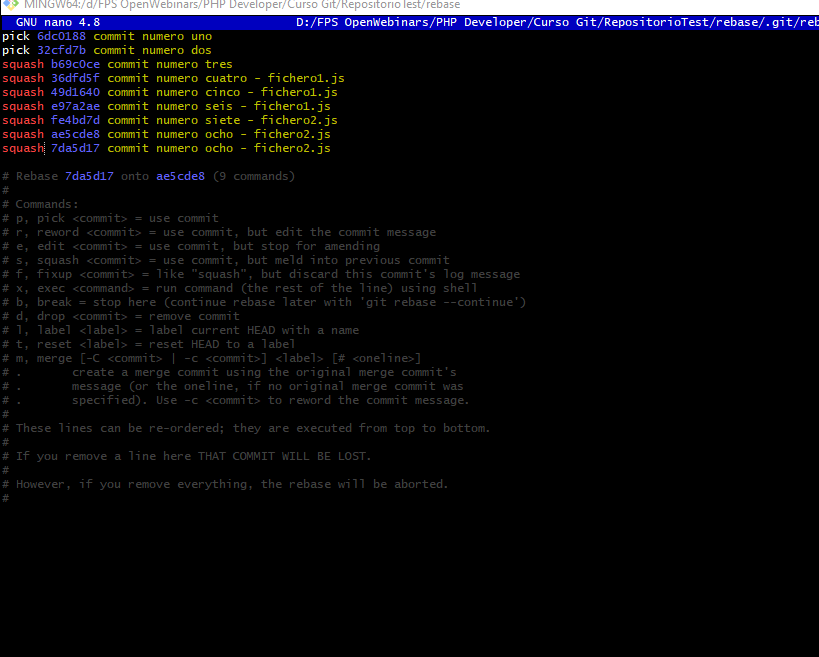 MINGW64:/d/FPS OpenWebinars/PHP Developer/Curso Git/RepositorioTest/rebase
GNU nano 4.8 D:/FPS OpenWebinars/PHP Developer/Curso Git/RepositorioTest/rebase/.git/reb
pick 6dc0188 commit numero uno
pick 32cfd7b commit numero dos
squash b69c0ce commit numero tres
squash 36dfd5f commit numero cuatro - fichero1.js
squash 49d1640 commit numero cinco - fichero1.js
squash e97a2ae commit numero seis - fichero1.js
squash fe4bd7d commit numero siete - fichero2.js
squash ae5cde8 commit numero ocho - fichero2.js
squash 7da5d17 commit numero ocho - fichero2.js
# Rebase 7da5d17 onto ae5cde8 (9 commands)
#
# Commands:
# p, pick <commit> = use commit
# r, reword <commit> = use commit, but edit the commit message
# e, edit <commit> = use commit, but stop for amending
# s, squash <commit> = use commit, but meld into previous commit
# f, fixup <commit> = like "squash", but discard this commit's log message
# x, exec <command> = run command (the rest of the line) using shell
# b, break = stop here (continue rebase later with 'git rebase --continue')
# d, drop <commit> = remove commit
# l, label <label> = label current HEAD with a name
# t, reset <label> = reset HEAD to a label
# m, merge [-C <commit> | -c <commit>] <label> [# <oneline>]
# . create a merge commit using the original merge commit's
# . message (or the oneline, if no original merge commit was
# . specified). Use -c <commit> to reword the commit message.
#
# These lines can be re-ordered; they are executed from top to bottom.
#
# If you remove a line here THAT COMMIT WILL BE LOST.
#
# However, if you remove everything, the rebase will be aborted.
#